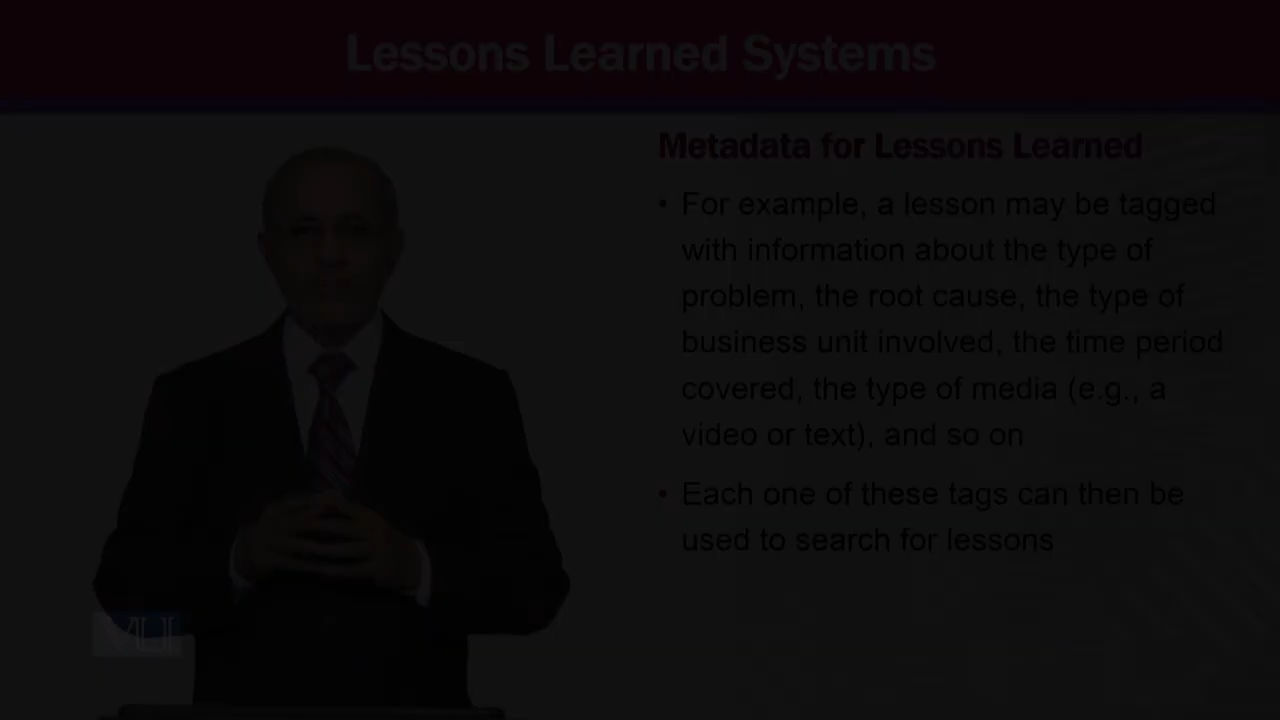 Lessons Learned Systems
Metadata for Lessons Learned
• For example, a lesson may be tagged
with information about the type of
problem, the root cause, the type of
business unit involved, the time period
covered, the type of media (e.g., a
video or text), and so on
• Each one of these tags can then be
used to search for lessons
VU